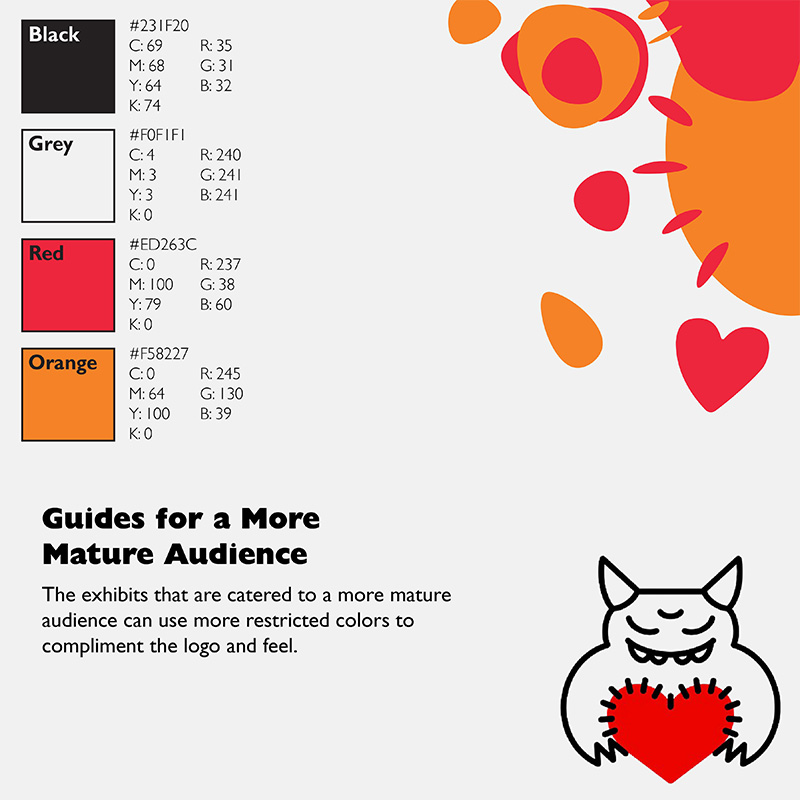 Black
#231F20
C: 69 R: 35
M: 68 G: 31
Y: 64 B: 32
K: 74
Grey
#F0F1F1
C: 4 R: 240
M: 3 G: 241
Y: 3 B: 241
K: 0
Red
#ED263C
C: 0 R: 237
M: 100 G: 38
Y: 79 B: 60
K: 0
Orange
#F58227
C: 0 R: 245
M: 64 G: 130
Y: 100 B: 39
K: 0
Guides for a More
Mature Audience
The exhibits that are catered to a more mature
audience can use more restricted colors to
compliment the logo and feel.